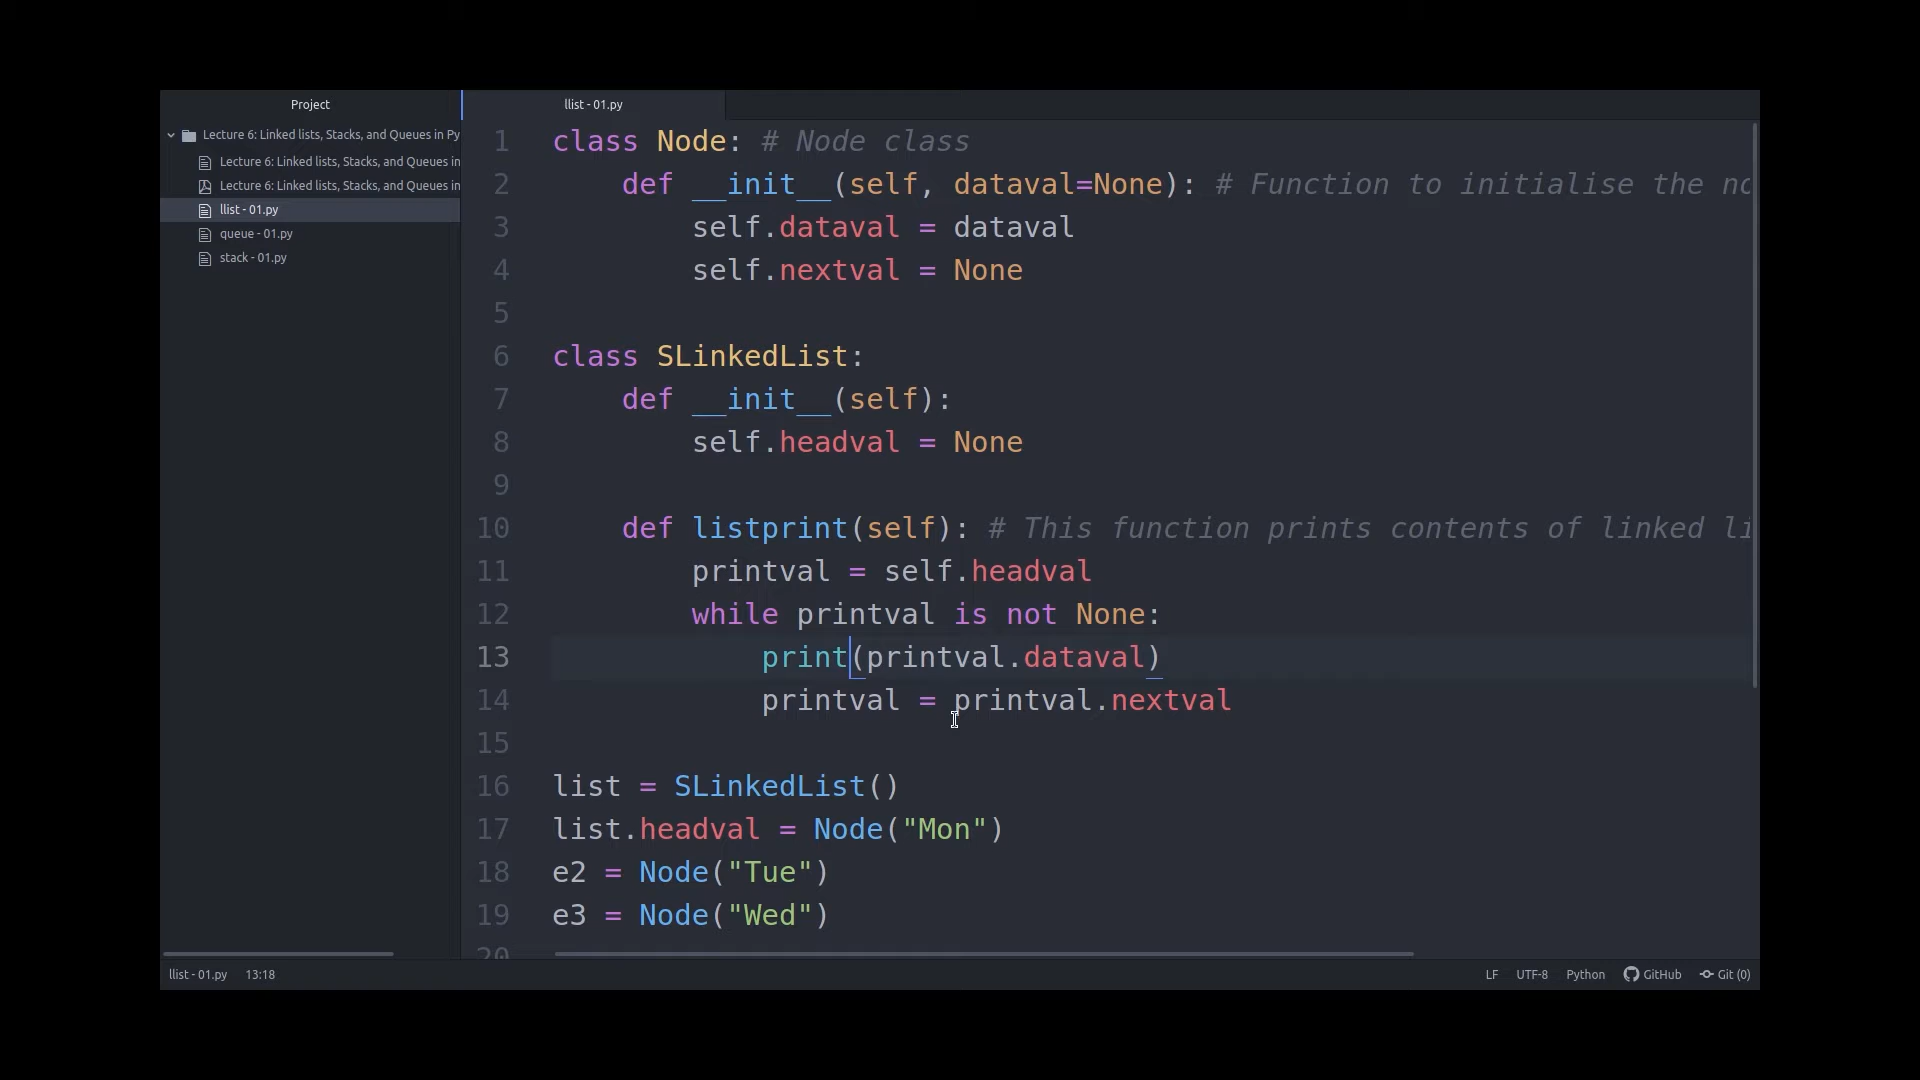 Project
llist - 01.py
Lecture 6: Linked lists, Stacks, and Queues in Py
Lecture 6: Linked lists, Stacks, and Queues in
Lecture 6: Linked lists, Stacks, and Queues in
llist - 01.py
queue - 01.py
stack - 01.py
1 class Node: # Node class
2     def __init__(self, dataval=None): # Function to initialise the no
3         self.dataval = dataval
4         self.nextval = None
5
6 class SLinkedList:
7     def __init__(self):
8         self.headval = None
9
10     def listprint(self): # This function prints contents of linked li
11         printval = self.headval
12         while printval is not None:
13             print(printval.dataval)
14             printval = printval.nextval
15
16 list = SLinkedList()
17 list.headval = Node("Mon")
18 e2 = Node("Tue")
19 e3 = Node("Wed")
20
llist - 01.py 13:18 LF UTF-8 Python GitHub Git (0)